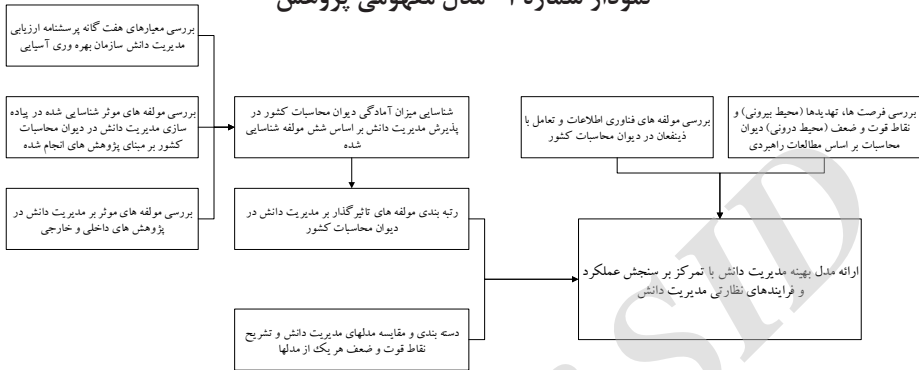 نمودار شماره ۱- مدل مفهومی پژوهش
بررسی معیارهای هفت گانه پرسشنامه ارزیابی
مدیریت دانش سازمان بهره وری آسیایی
بررسی مولفه های موثر شناسایی شده در پیاده
سازی مدیریت دانش در دیوان محاسبات
کشور بر مبنای پژوهش های انجام شده
بررسی مولفه های موثر بر مدیریت دانش در
پژوهش های داخلی و خارجی
شناسایی میزان آمادگی دیوان محاسبات کشور در
پذیرش مدیریت دانش بر اساس شش مولفه شناسایی
شده
رتبه بندی مولفه های تاثیرگذار بر مدیریت دانش در
دیوان محاسبات کشور
دسته بندی و مقایسه مدلهای مدیریت دانش و تشریح
نقاط قوت و ضعف هر یک از مدلها
بررسی مولفه های فناوری اطلاعات و تعامل با
ذینفعان در دیوان محاسبات کشور
بررسی فرصت ها، تهدیدها (محیط بیرونی) و
نقاط قوت و ضعف (محیط درونی) دیوان
محاسبات بر اساس مطالعات راهبردی
ارائه مدل بهینه مدیریت دانش با تمرکز بر سنجش عملکرد
و فرایندهای نظارتی مدیریت دانش
SID